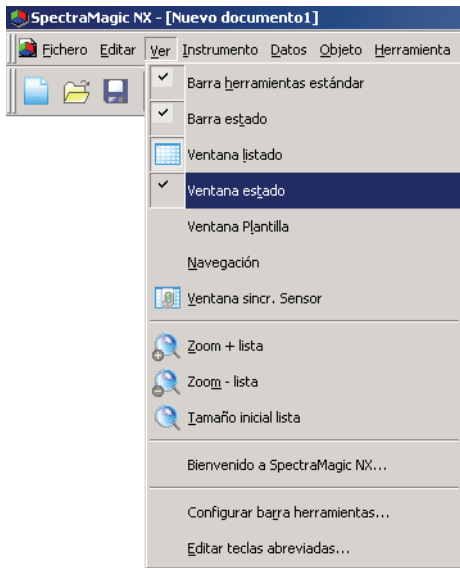 SpectraMagic NX - [Nuevo documento1]
Fichero Editar Ver Instrumento Datos Objeto Herramienta
Barra herramientas estándar
Barra estado
Ventana listado
Ventana estado
Ventana Plantilla
Navegación
Ventana sincr. Sensor
Zoom + lista
Zoom - lista
Tamaño inicial lista
Bienvenido a SpectraMagic NX...
Configurar barra herramientas...
Editar teclas abreviadas...